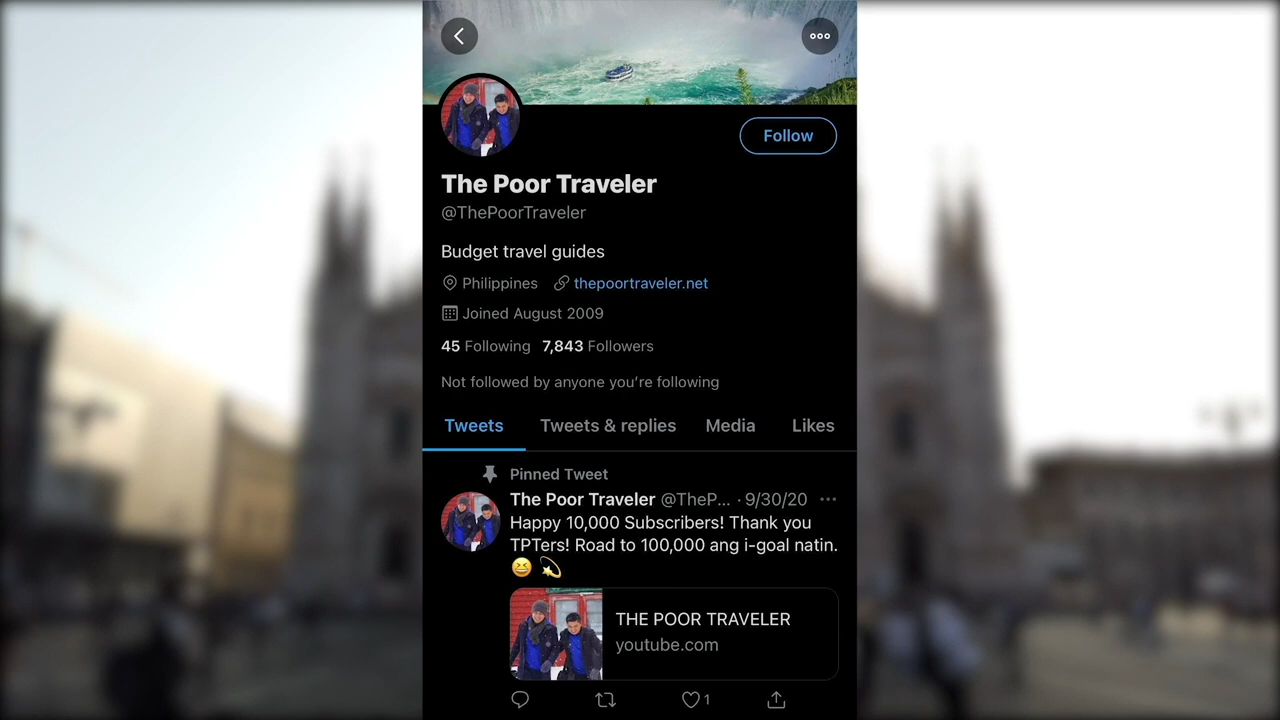 Follow
The Poor Traveler
@ThePoorTraveler
Budget travel guides
Philippines thepoortraveler.net
Joined August 2009
45 Following 7,843 Followers
Not followed by anyone you’re following
Tweets Tweets & replies Media Likes
Pinned Tweet
The Poor Traveler @TheP... · 9/30/20
Happy 10,000 Subscribers! Thank you
TPTers! Road to 100,000 ang i-goal natin.
😆 💫
THE POOR TRAVELER
youtube.com
1